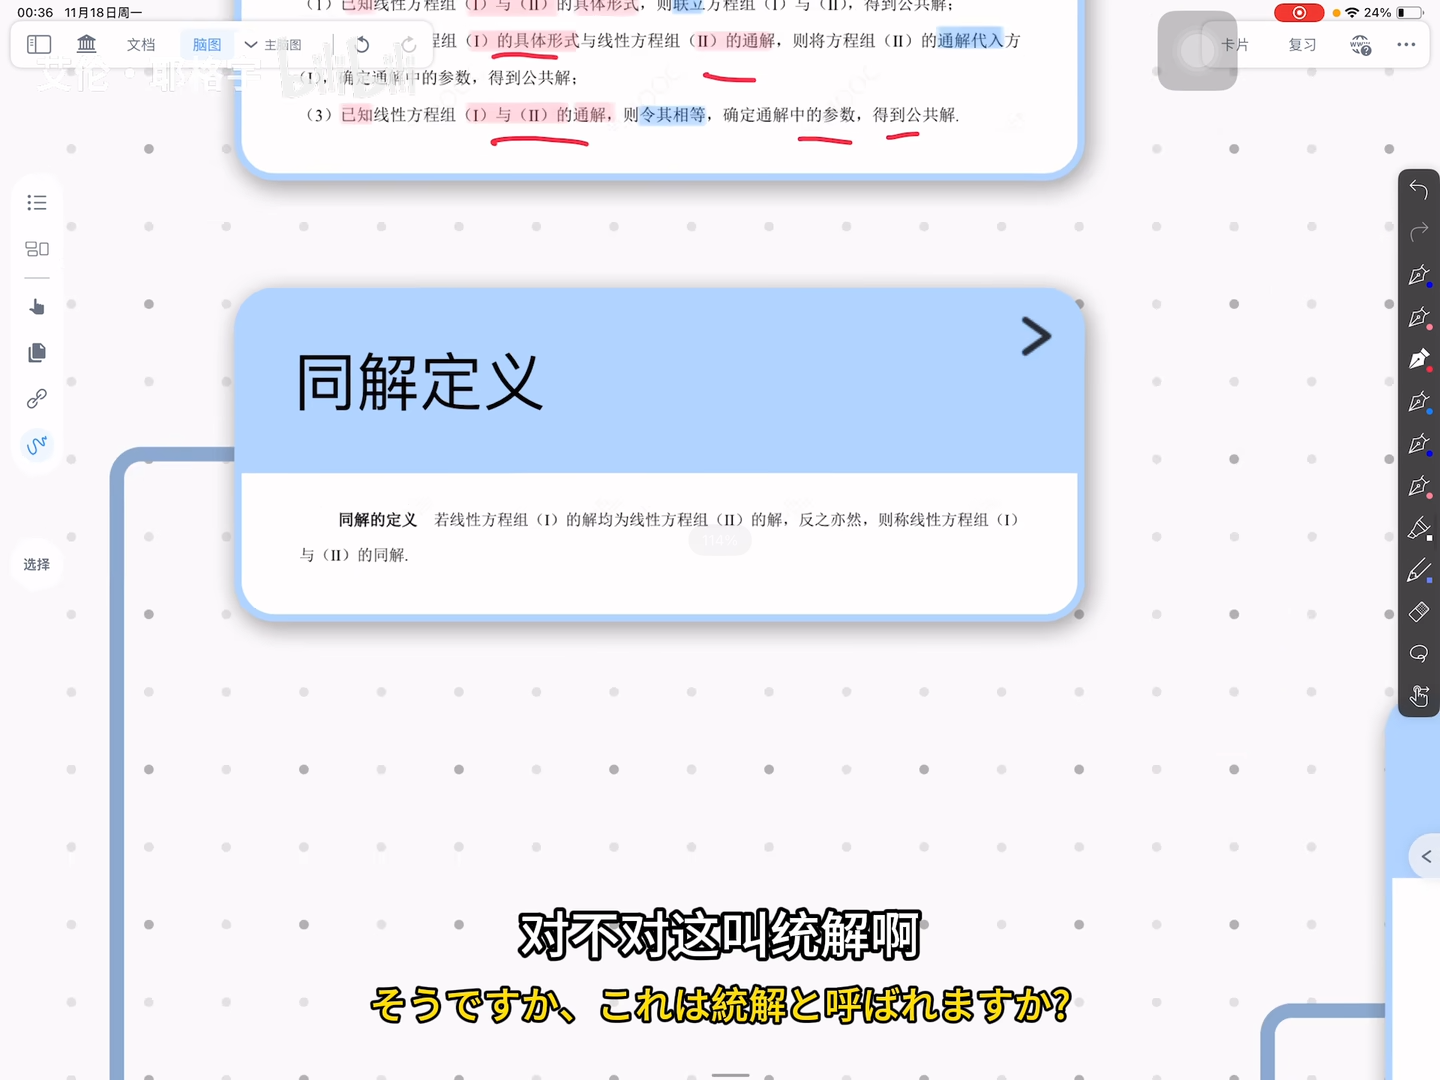 00:36 11月18日周一
24%
(1)已知线性方程组(I)与(II)的具体形式,则联立方程组(I)与(II),得到公共解;
文档 脑图 主脑图
卡片 复习
程组(I)的具体形式与线性方程组(II)的通解,则将方程组(II)的通解代入方
艾伦·耶格宇 bilibili
(I),确定通解中的参数,得到公共解;
(3)已知线性方程组(I)与(II)的通解,则令其相等,确定通解中的参数,得到公共解.
同解定义
同解的定义 若线性方程组(I)的解均为线性方程组(II)的解,反之亦然,则称线性方程组(I)
与(II)的同解.
114%
选择
对不对这叫统解啊
そうですか、これは統解と呼ばれますか?